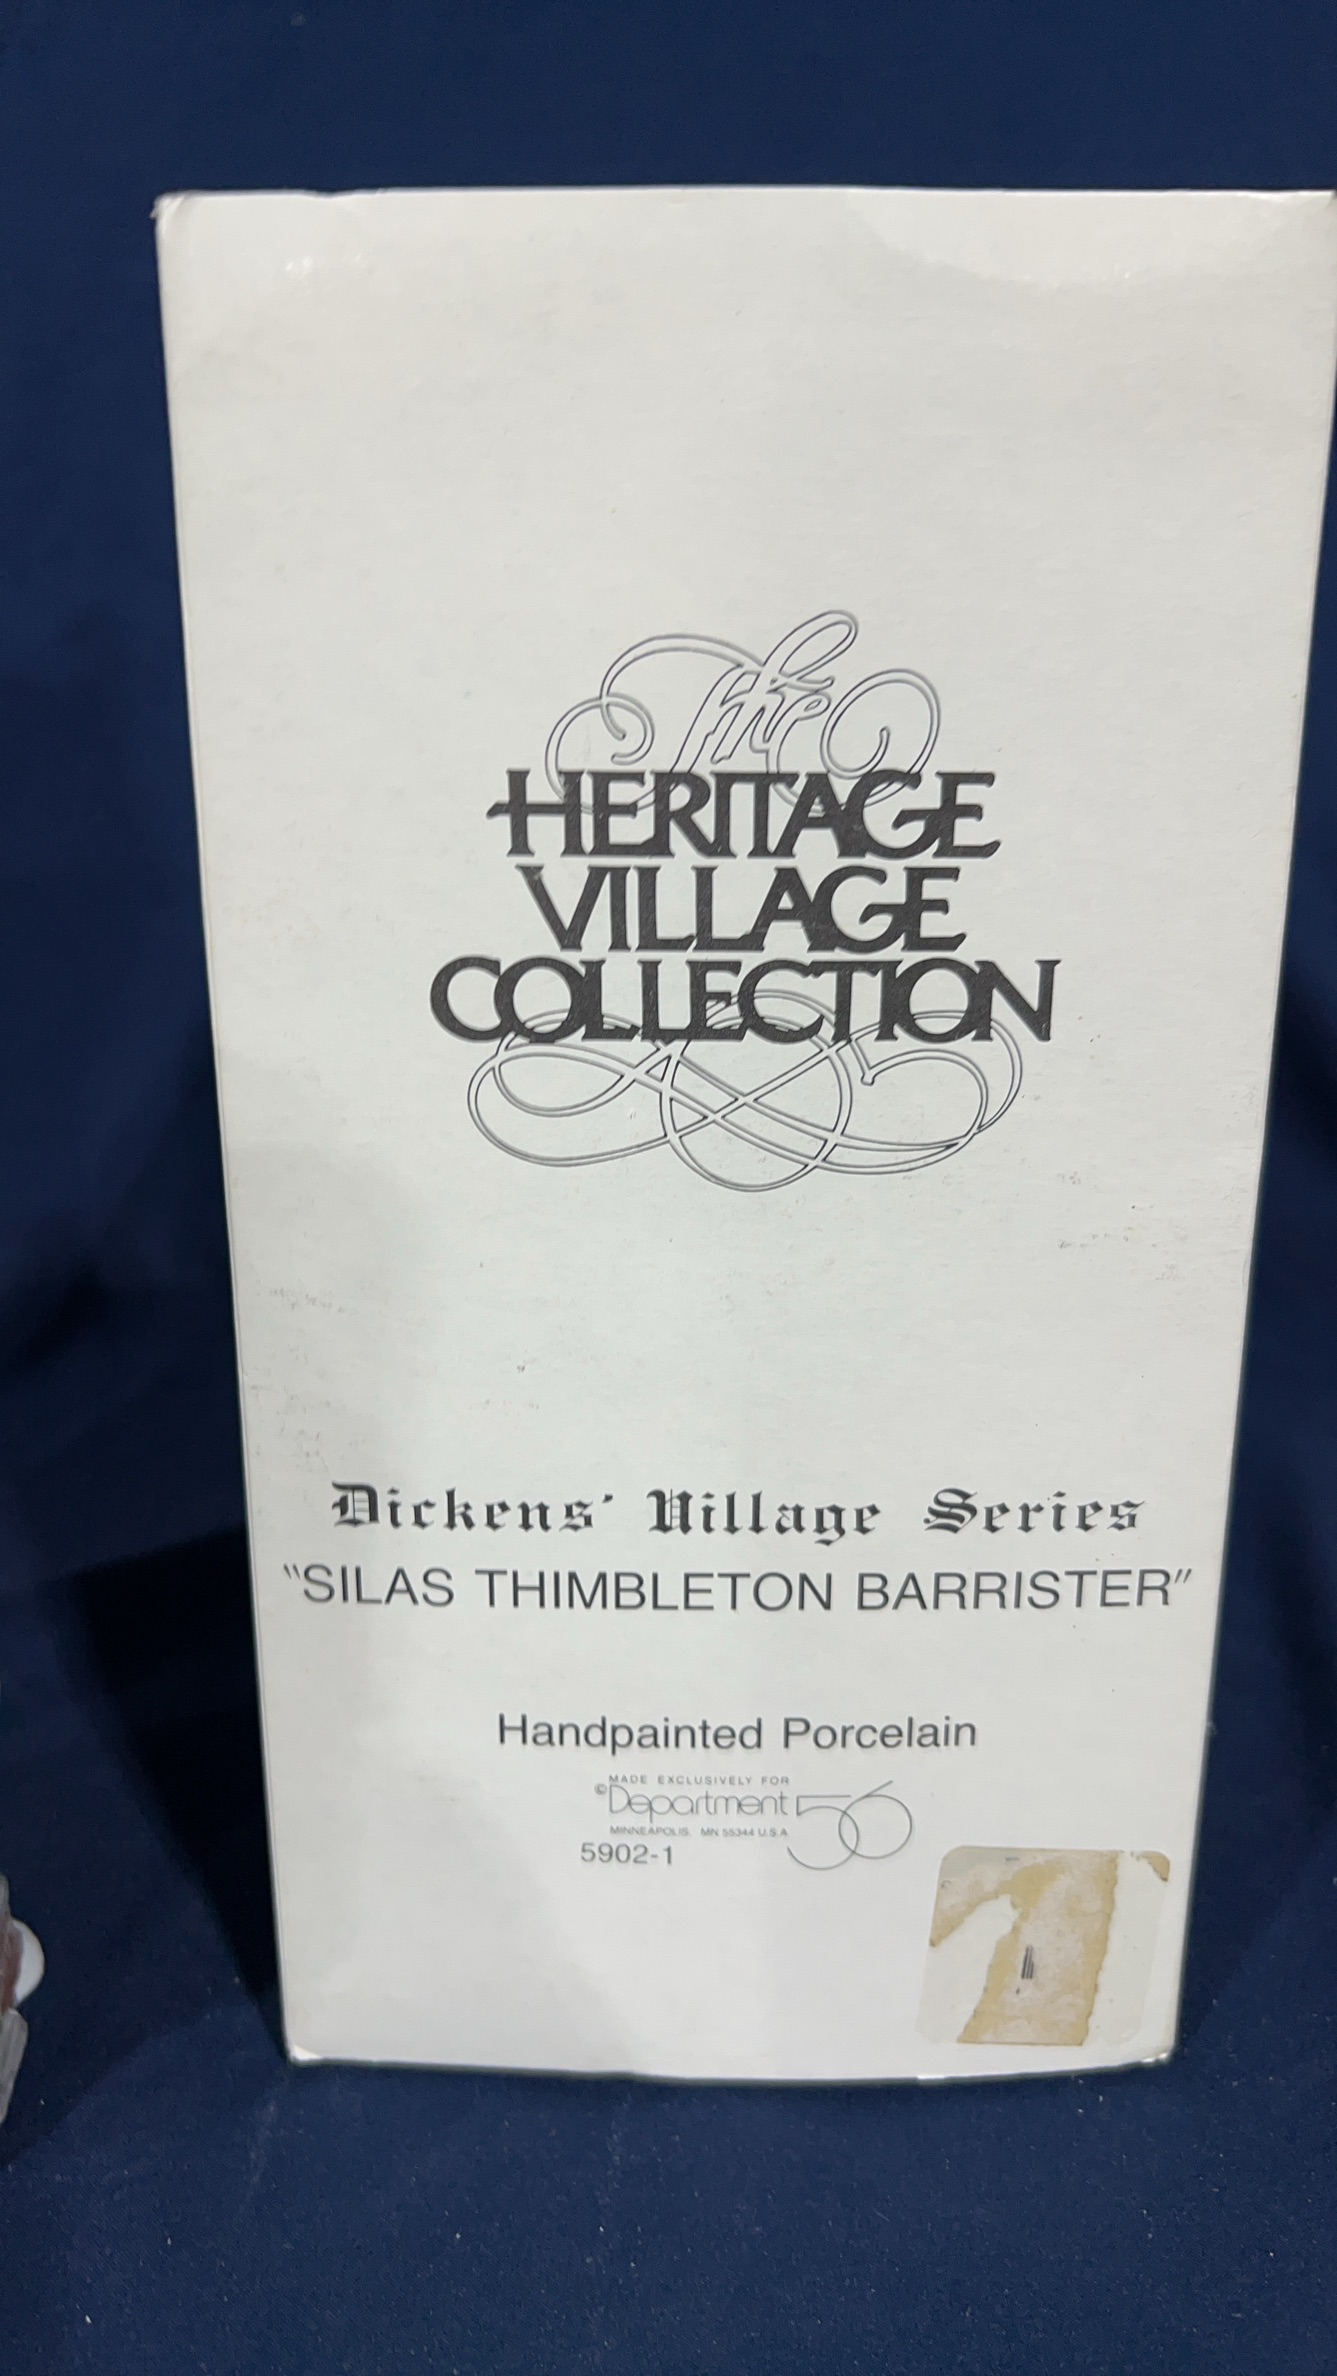 The
HERITAGE
VILLAGE
COLLECTION
Dickens' Village Series
"SILAS THIMBLETON BARRISTER"
Handpainted Porcelain
MADE EXCLUSIVELY FOR
©Department 56
MINNEAPOLIS, MN 55344 U.S.A
5902-1